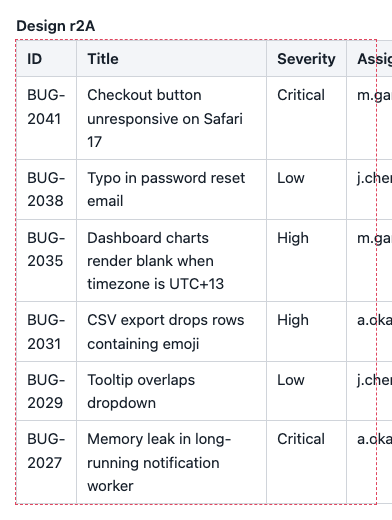 Design r2A
ID Title Severity
BUG- Checkout button Critical
2041 unresponsive on Safari
17
BUG- Typo in password reset Low
2038 email
BUG- Dashboard charts High
2035 render blank when
timezone is UTC+13
BUG- CSV export drops rows High
2031 containing emoji
BUG- Tooltip overlaps Low
2029 dropdown
BUG- Memory leak in long- Critical
2027 running notification
worker